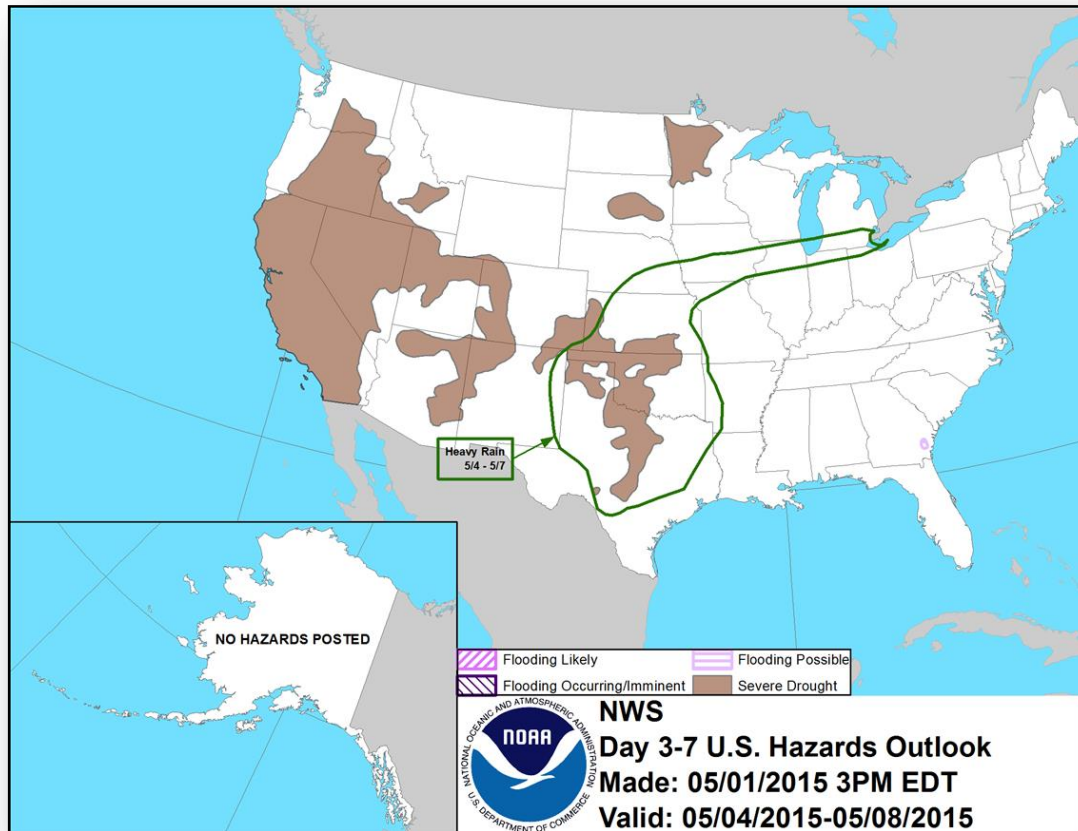 Heavy Rain
5/4 - 5/7
NO HAZARDS POSTED
Flooding Likely
Flooding Possible
Flooding Occurring/Imminent
Severe Drought
NATIONAL OCEANIC AND ATMOSPHERIC ADMINISTRATION
NOAA
U.S. DEPARTMENT OF COMMERCE
NWS
Day 3-7 U.S. Hazards Outlook
Made: 05/01/2015 3PM EDT
Valid: 05/04/2015-05/08/2015